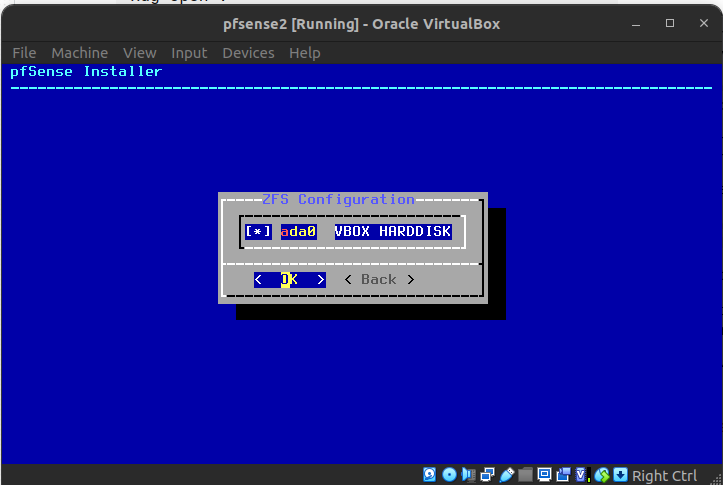 pfsense2 [Running] - Oracle VirtualBox
File Machine View Input Devices Help
pfSense Installer
ZFS Configuration
[*] ada0 VBOX HARDDISK
< OK > < Back >
Right Ctrl